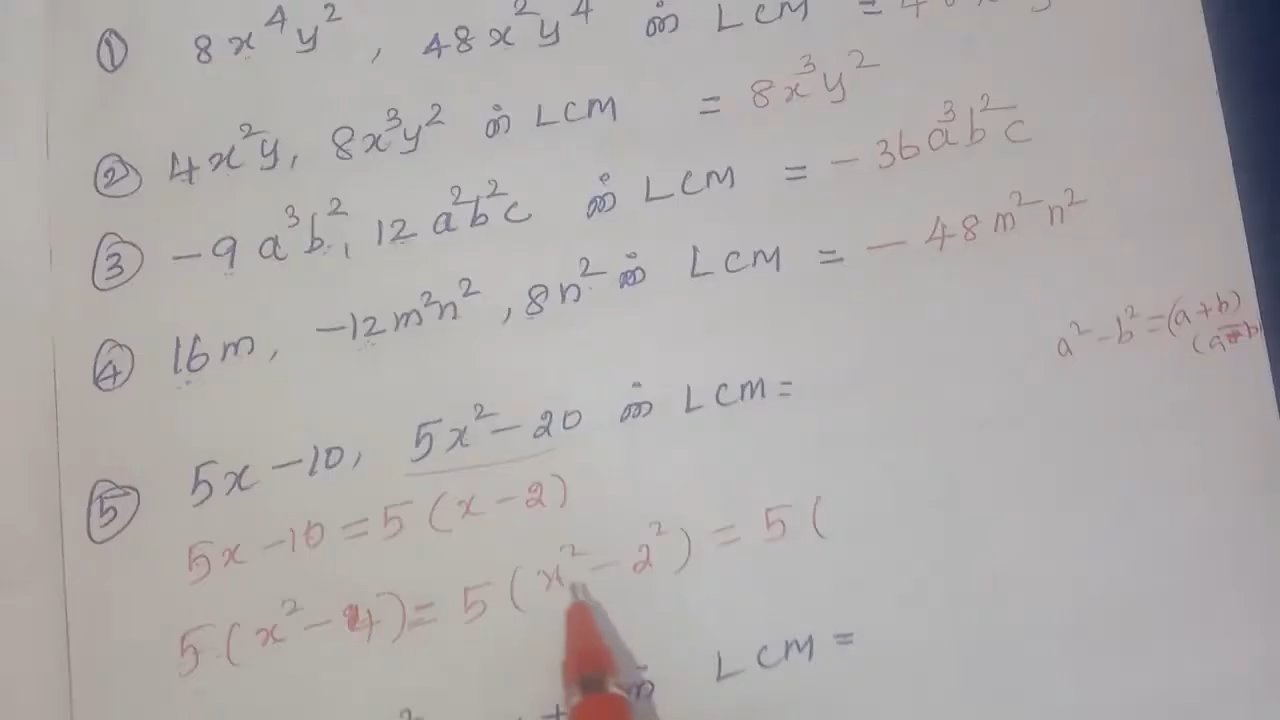 ① 8x⁴y², 48x²y⁴ ன் LCM =
② 4x²y, 8x³y² ன் LCM = 8x³y²
③ -9a³b², 12a²b²c ன் LCM = -36a³b²c
④ 16m, -12m²n², 8n² ன் LCM = -48m²n²
a²-b²=(a+b)
(a-b
⑤ 5x-10, 5x²-20 ன் LCM =
5x-10=5(x-2)
5(x²-4)=5(x²-2²)=5(
LCM =